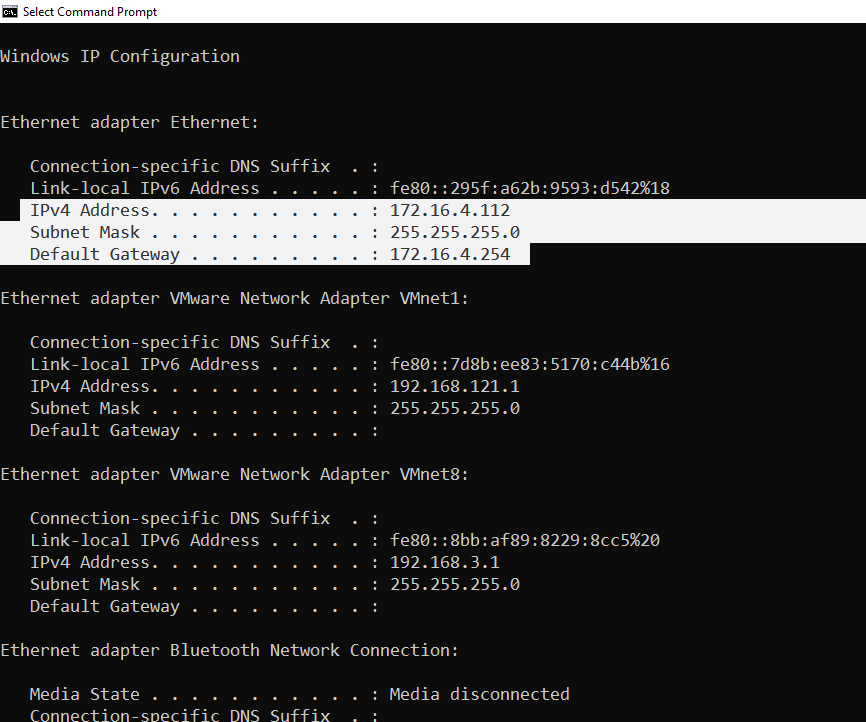 Select Command Prompt
Windows IP Configuration
Ethernet adapter Ethernet:
Connection-specific DNS Suffix  . :
Link-local IPv6 Address . . . . . : fe80::295f:a62b:9593:d542%18
IPv4 Address. . . . . . . . . . . : 172.16.4.112
Subnet Mask . . . . . . . . . . . : 255.255.255.0
Default Gateway . . . . . . . . . : 172.16.4.254
Ethernet adapter VMware Network Adapter VMnet1:
Connection-specific DNS Suffix  . :
Link-local IPv6 Address . . . . . : fe80::7d8b:ee83:5170:c44b%16
IPv4 Address. . . . . . . . . . . : 192.168.121.1
Subnet Mask . . . . . . . . . . . : 255.255.255.0
Default Gateway . . . . . . . . . :
Ethernet adapter VMware Network Adapter VMnet8:
Connection-specific DNS Suffix  . :
Link-local IPv6 Address . . . . . : fe80::8bb:af89:8229:8cc5%20
IPv4 Address. . . . . . . . . . . : 192.168.3.1
Subnet Mask . . . . . . . . . . . : 255.255.255.0
Default Gateway . . . . . . . . . :
Ethernet adapter Bluetooth Network Connection:
Media State . . . . . . . . . . . : Media disconnected
Connection-specific DNS Suffix  . :